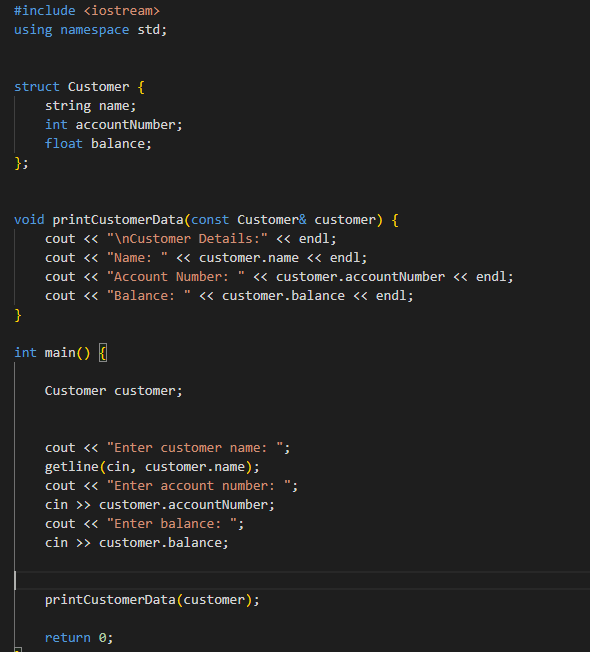 #include <iostream>
using namespace std;
struct Customer {
    string name;
    int accountNumber;
    float balance;
};
void printCustomerData(const Customer& customer) {
    cout << "\nCustomer Details:" << endl;
    cout << "Name: " << customer.name << endl;
    cout << "Account Number: " << customer.accountNumber << endl;
    cout << "Balance: " << customer.balance << endl;
}
int main() {
    Customer customer;
    cout << "Enter customer name: ";
    getline(cin, customer.name);
    cout << "Enter account number: ";
    cin >> customer.accountNumber;
    cout << "Enter balance: ";
    cin >> customer.balance;
    printCustomerData(customer);
    return 0;